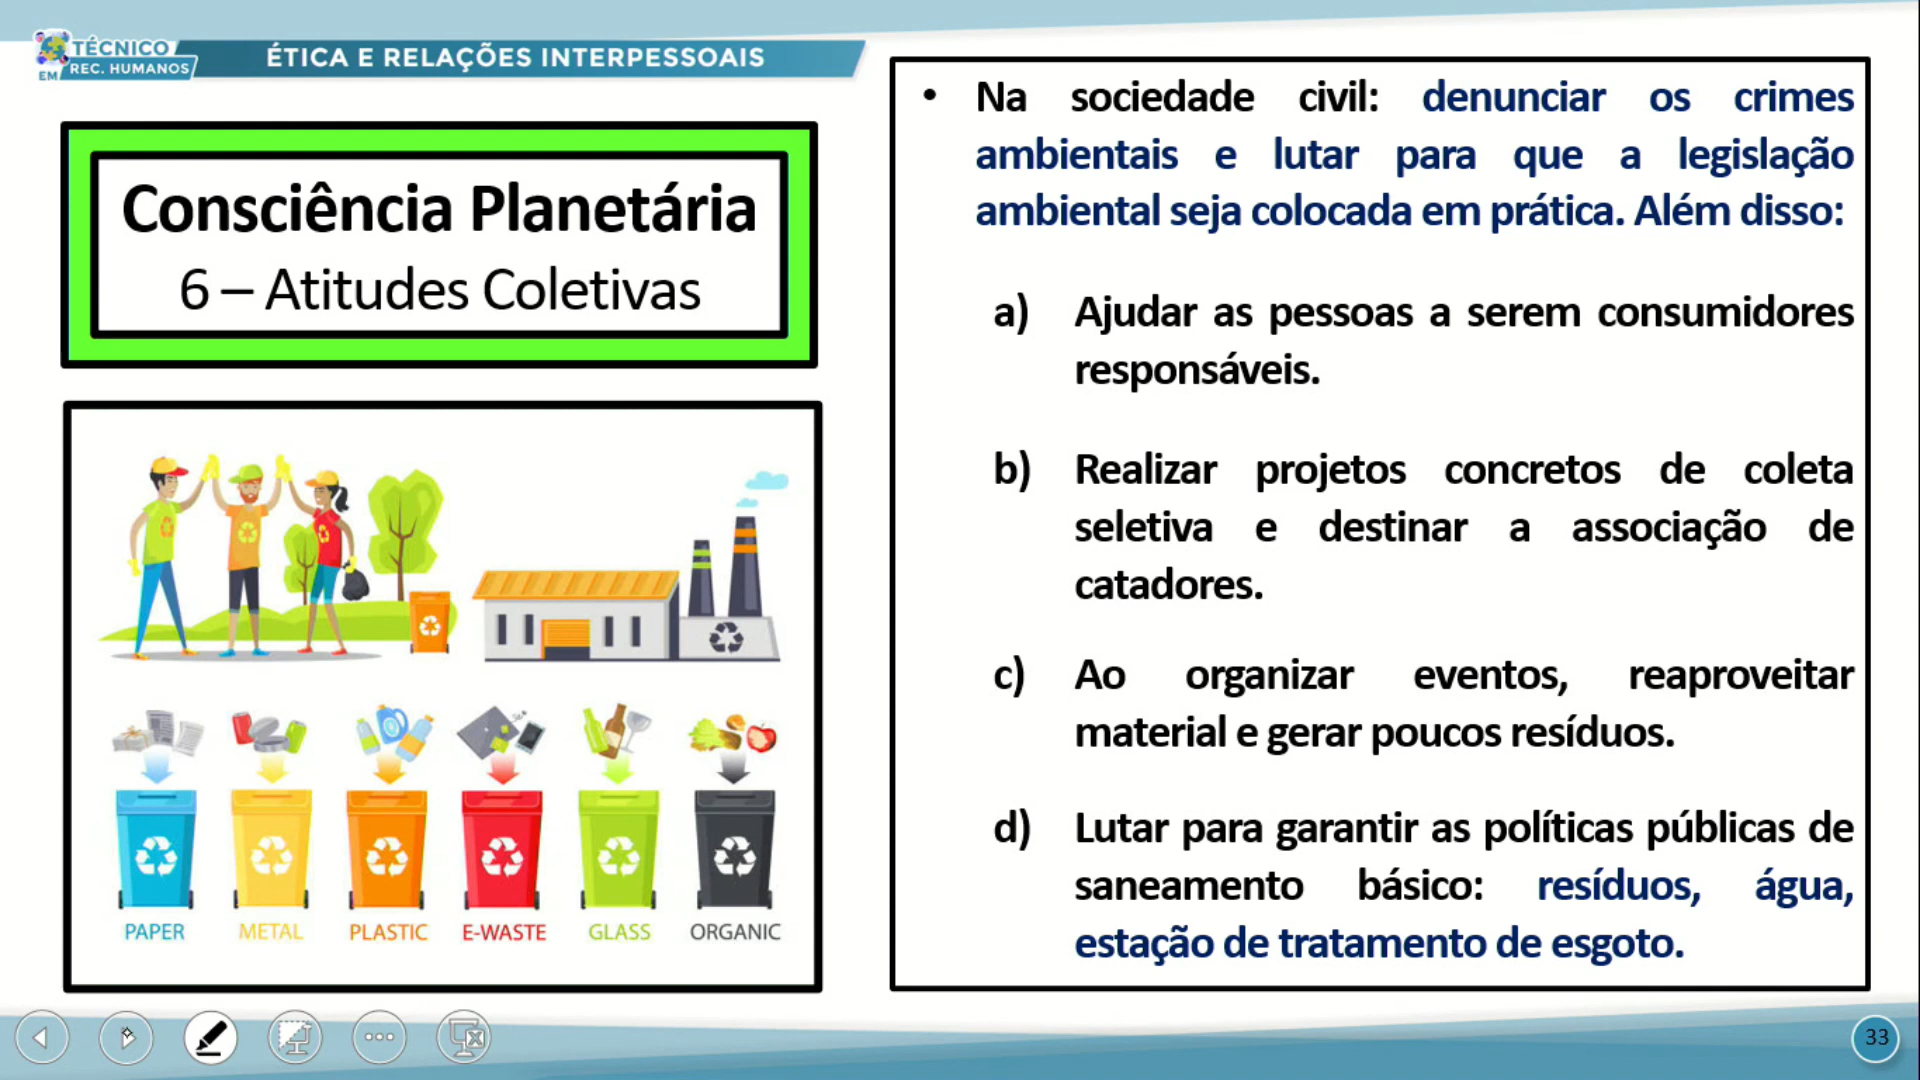 TÉCNICO
EM REC. HUMANOS
ÉTICA E RELAÇÕES INTERPESSOAIS
Consciência Planetária
6 – Atitudes Coletivas
PAPER METAL PLASTIC E-WASTE GLASS ORGANIC
• Na sociedade civil: denunciar os crimes
ambientais e lutar para que a legislação
ambiental seja colocada em prática. Além disso:
a) Ajudar as pessoas a serem consumidores
responsáveis.
b) Realizar projetos concretos de coleta
seletiva e destinar a associação de
catadores.
c) Ao organizar eventos, reaproveitar
material e gerar poucos resíduos.
d) Lutar para garantir as políticas públicas de
saneamento básico: resíduos, água,
estação de tratamento de esgoto.
33